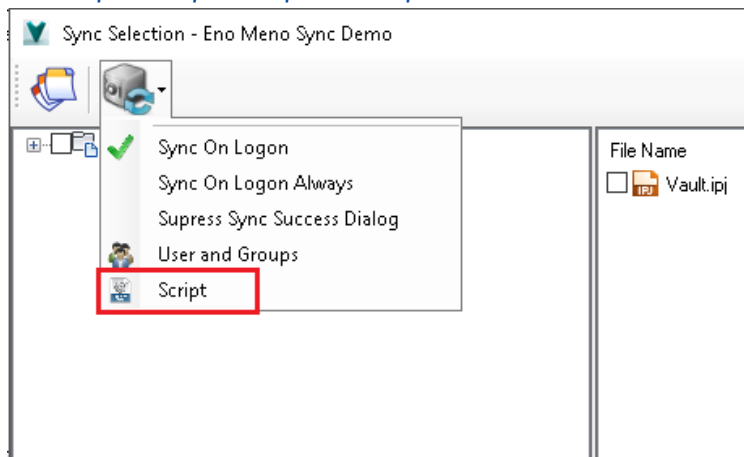 Sync Selection - Eno Meno Sync Demo
Sync On Logon
Sync On Logon Always
Supress Sync Success Dialog
User and Groups
Script
File Name
Vault.ipj